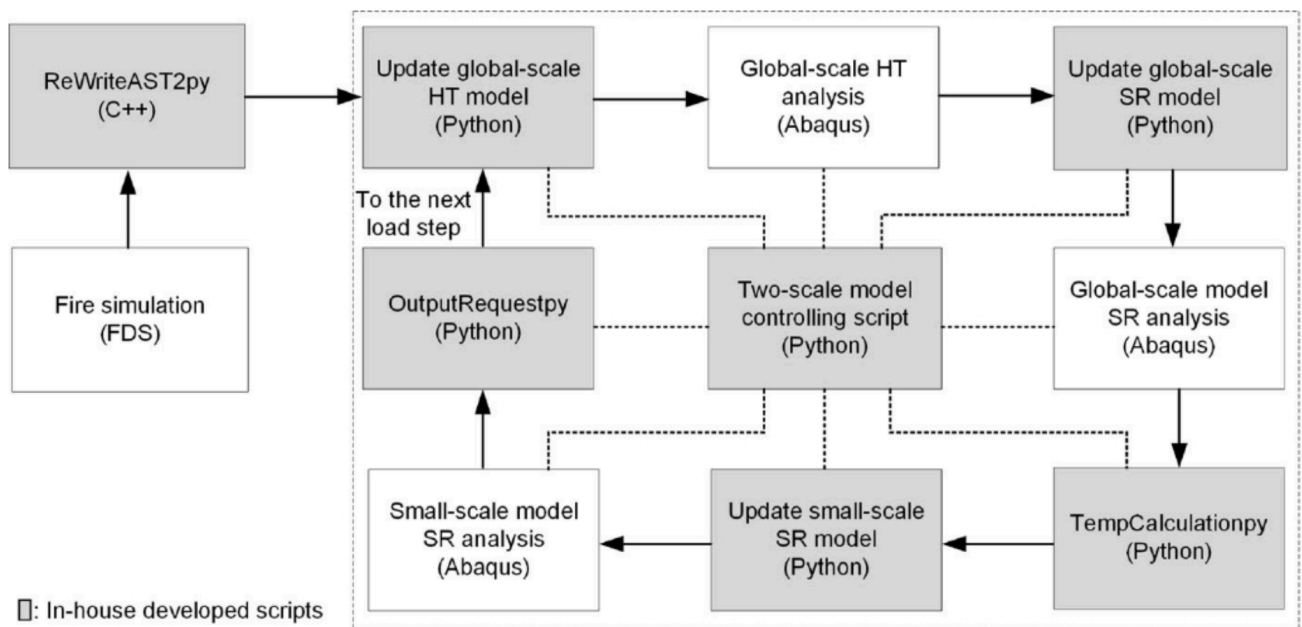 ReWriteAST2py
(C++)
Update global-scale
HT model
(Python)
Global-scale HT
analysis
(Abaqus)
Update global-scale
SR model
(Python)
To the next
load step
Fire simulation
(FDS)
OutputRequestpy
(Python)
Two-scale model
controlling script
(Python)
Global-scale model
SR analysis
(Abaqus)
Small-scale model
SR analysis
(Abaqus)
Update small-scale
SR model
(Python)
TempCalculationpy
(Python)
: In-house developed scripts